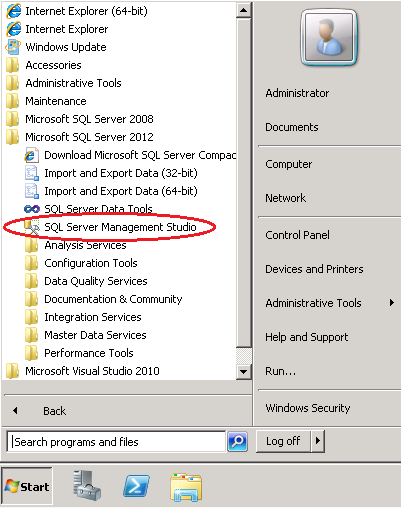 Internet Explorer (64-bit)
Internet Explorer
Windows Update
Accessories
Administrative Tools
Maintenance
Microsoft SQL Server 2008
Microsoft SQL Server 2012
Download Microsoft SQL Server Compac
Import and Export Data (32-bit)
Import and Export Data (64-bit)
SQL Server Data Tools
SQL Server Management Studio
Analysis Services
Configuration Tools
Data Quality Services
Documentation & Community
Integration Services
Master Data Services
Performance Tools
Microsoft Visual Studio 2010
Back
Search programs and files
Administrator
Documents
Computer
Network
Control Panel
Devices and Printers
Administrative Tools
Help and Support
Run...
Windows Security
Log off
Start